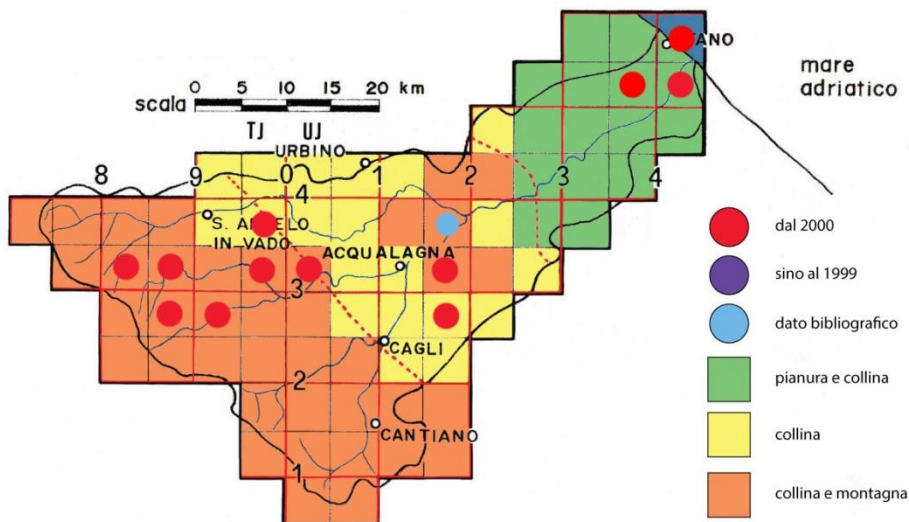 FANO
mare
adriatico
scala 0 5 10 15 20 km
TJ UJ
URBINO
8 9 0 1 2 3 4
4
S. ANGELO
IN VADO
ACQUALAGNA
3
CAGLI
2
CANTIANO
1
dal 2000
sino al 1999
dato bibliografico
pianura e collina
collina
collina e montagna